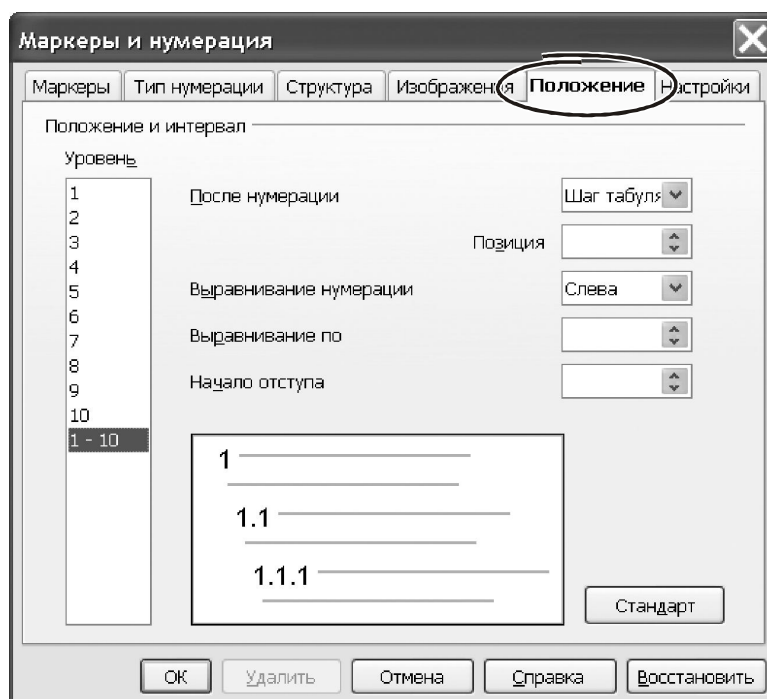 Маркеры и нумерация
Маркеры Тип нумерации Структура Изображения Положение Настройки
Положение и интервал
Уровень
1
2
3
4
5
6
7
8
9
10
1 - 10
После нумерации Шаг табуля
Позиция
Выравнивание нумерации Слева
Выравнивание по
Начало отступа
1
1.1
1.1.1
Стандарт
ОК Удалить Отмена Справка Восстановить